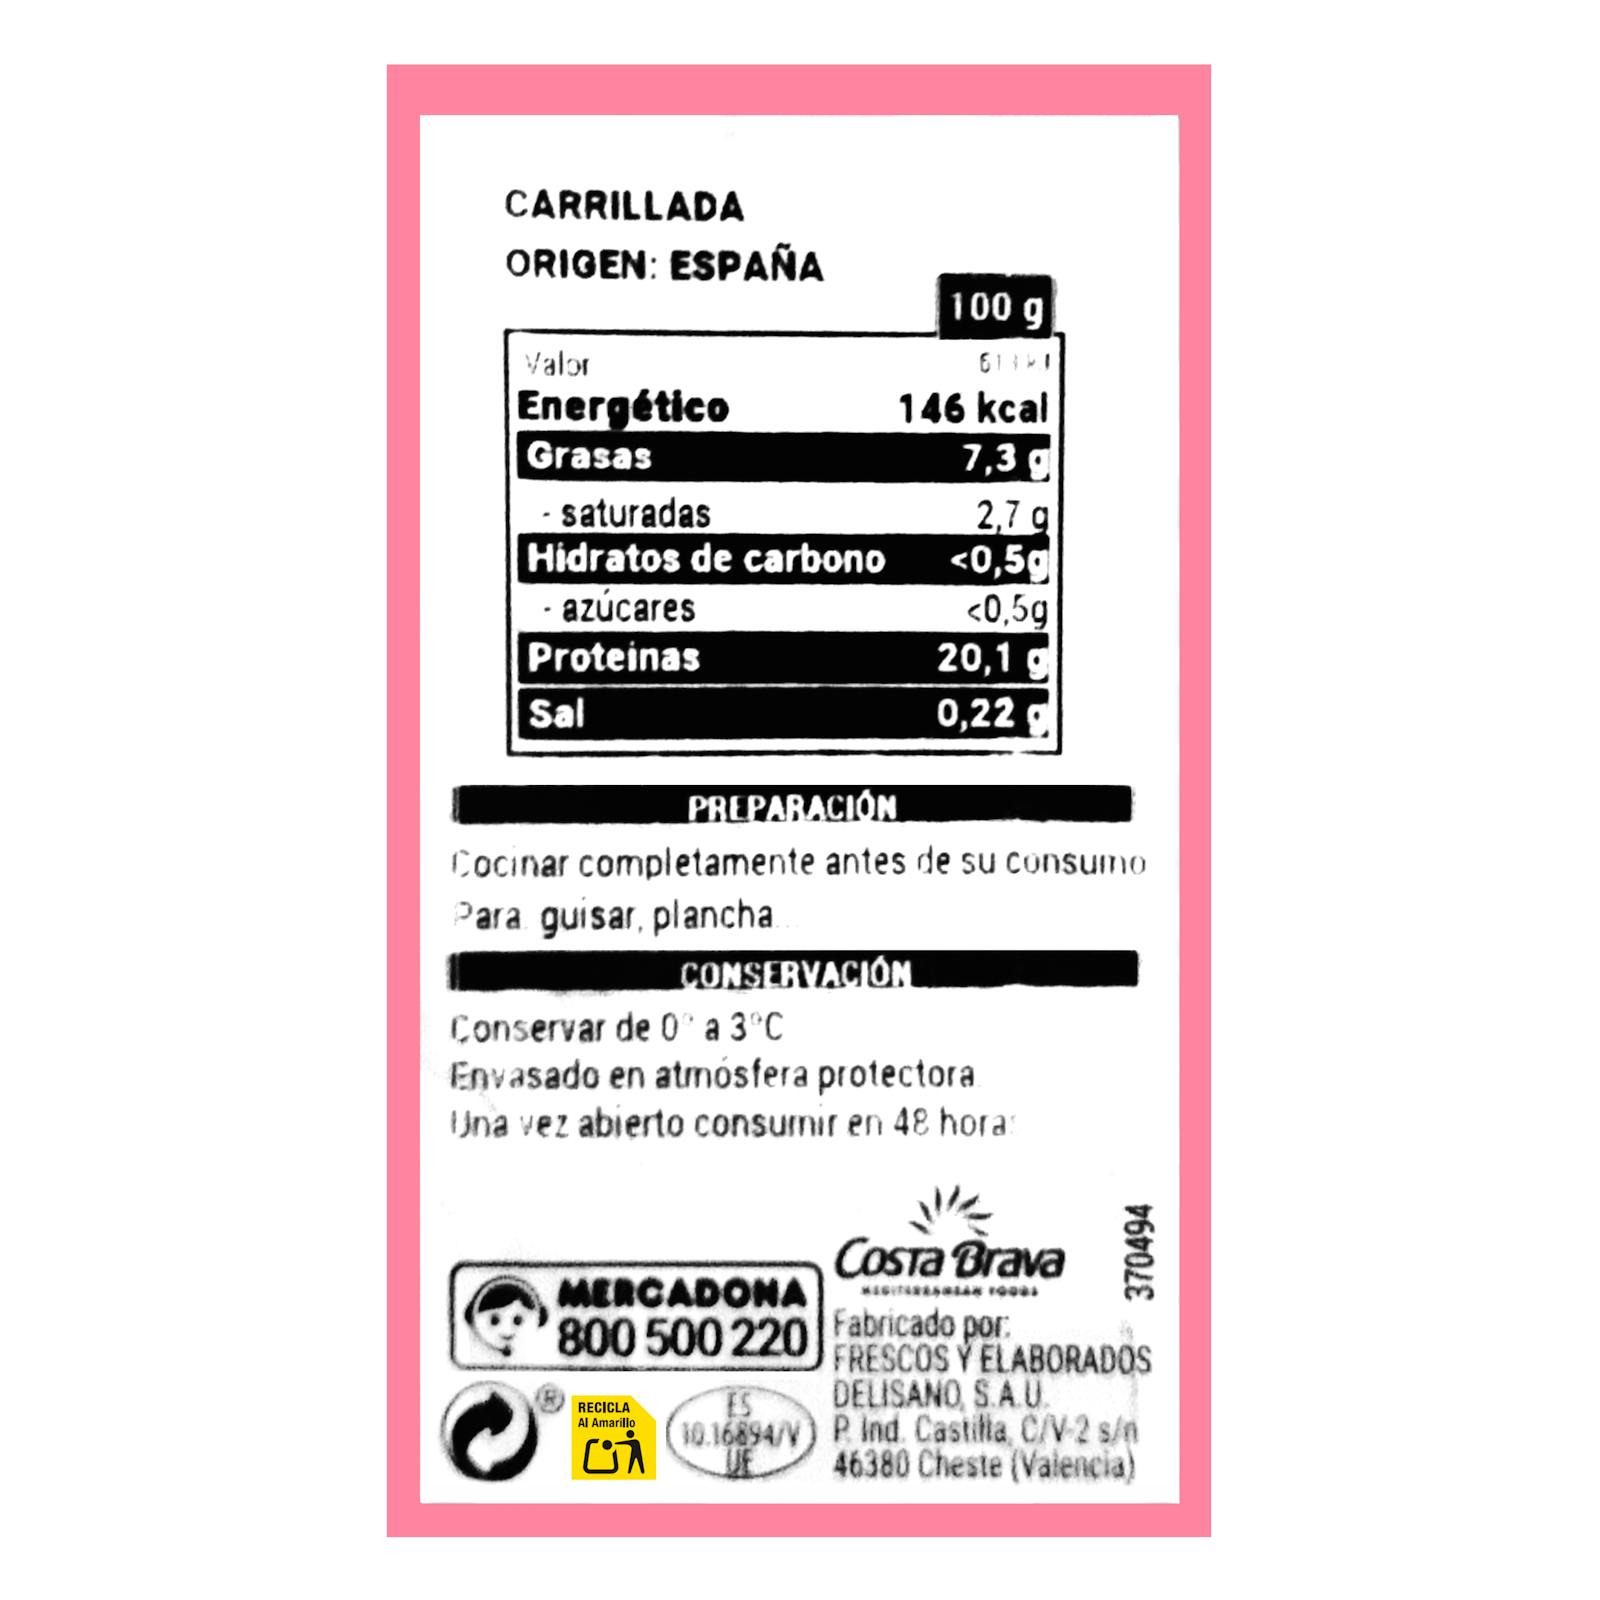 CARRILLADA
ORIGEN: ESPAÑA
100 g
Valor
Energético 146 kcal
Grasas 7,3 g
- saturadas 2,7 g
Hidratos de carbono <0,5g
- azúcares <0,5g
Proteinas 20,1 g
Sal 0,22 g
PREPARACIÓN
Cocinar completamente antes de su consumo
Para guisar, plancha...
CONSERVACIÓN
Conservar de 0° a 3°C
Envasado en atmósfera protectora
Una vez abierto consumir en 48 horas
COSTA Brava
MEDITERRANEAN FOODS
370494
MERCADONA
800 500 220
Fabricado por:
FRESCOS Y ELABORADOS
DELISANO, S.A.U.
P. Ind. Castilla, C/V-2 s/n
46380 Cheste (Valencia)
®
RECICLA
Al Amarillo
ES
10.16894/V
UE